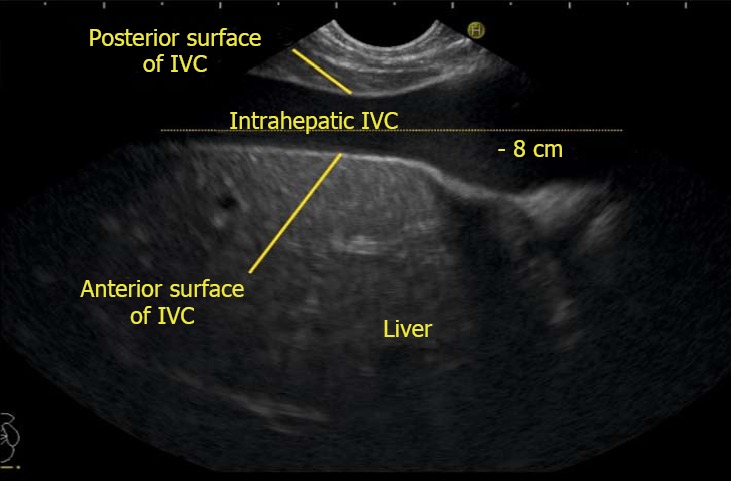 H
Posterior surface
of IVC
Intrahepatic IVC
- 8 cm
Anterior surface
of IVC
Liver